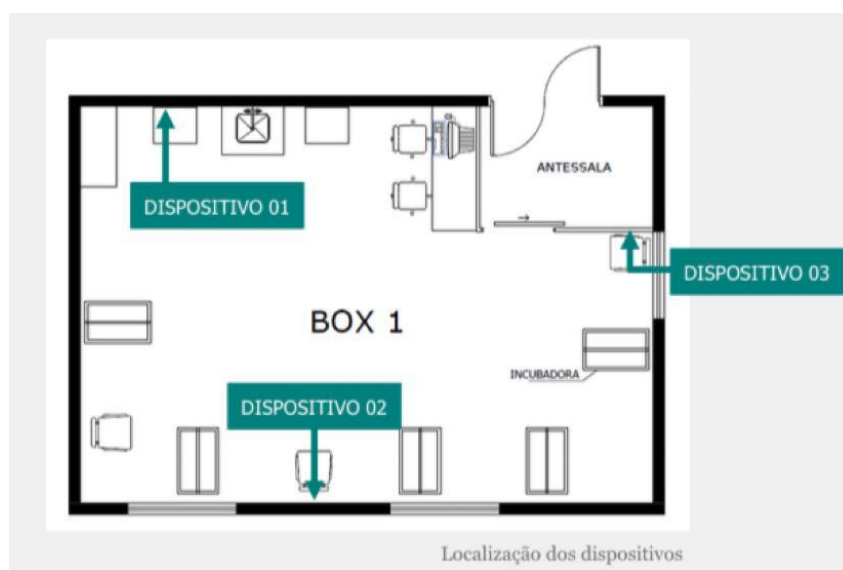 ANTESSALA
DISPOSITIVO 01
DISPOSITIVO 03
BOX 1
INCUBADORA
DISPOSITIVO 02
Localização dos dispositivos